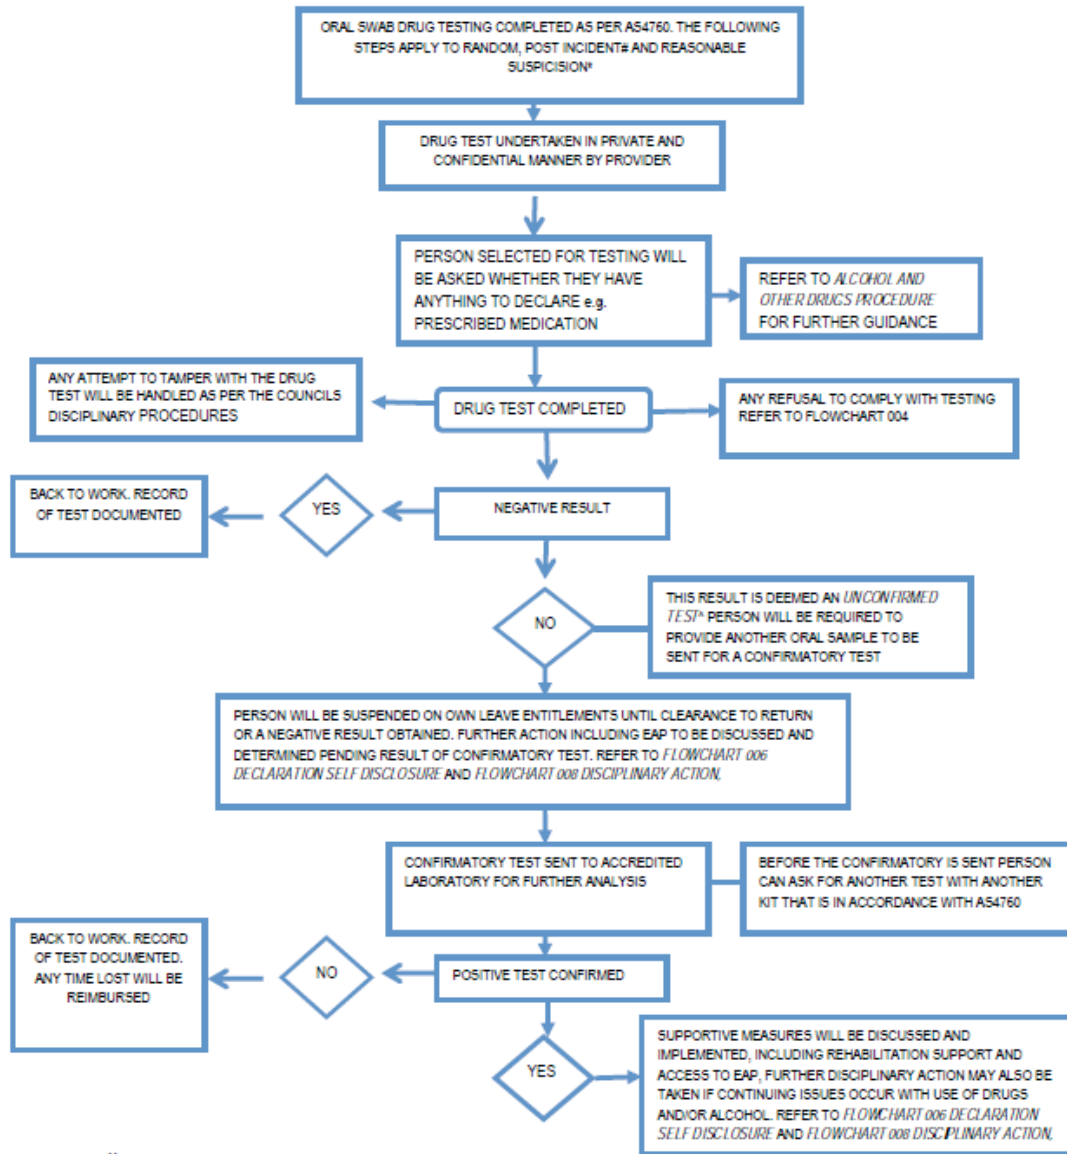 ORAL SWAB DRUG TESTING COMPLETED AS PER AS4760. THE FOLLOWING
STEPS APPLY TO RANDOM, POST INCIDENT# AND REASONABLE
SUSPICISION*
DRUG TEST UNDERTAKEN IN PRIVATE AND
CONFIDENTIAL MANNER BY PROVIDER
PERSON SELECTED FOR TESTING WILL
BE ASKED WHETHER THEY HAVE
ANYTHING TO DECLARE e.g.
PRESCRIBED MEDICATION
REFER TO ALCOHOL AND
OTHER DRUGS PROCEDURE
FOR FURTHER GUIDANCE
ANY ATTEMPT TO TAMPER WITH THE DRUG
TEST WILL BE HANDLED AS PER THE COUNCILS
DISCIPLINARY PROCEDURES
DRUG TEST COMPLETED
ANY REFUSAL TO COMPLY WITH TESTING
REFER TO FLOWCHART 004
BACK TO WORK. RECORD
OF TEST DOCUMENTED
YES
NEGATIVE RESULT
NO
THIS RESULT IS DEEMED AN UNCONFIRMED
TEST^ PERSON WILL BE REQUIRED TO
PROVIDE ANOTHER ORAL SAMPLE TO BE
SENT FOR A CONFIRMATORY TEST
PERSON WILL BE SUSPENDED ON OWN LEAVE ENTITLEMENTS UNTIL CLEARANCE TO RETURN
OR A NEGATIVE RESULT OBTAINED. FURTHER ACTION INCLUDING EAP TO BE DISCUSSED AND
DETERMINED PENDING RESULT OF CONFIRMATORY TEST. REFER TO FLOWCHART 006
DECLARATION SELF DISCLOSURE AND FLOWCHART 008 DISCIPLINARY ACTION,
CONFIRMATORY TEST SENT TO ACCREDITED
LABORATORY FOR FURTHER ANALYSIS
BEFORE THE CONFIRMATORY IS SENT PERSON
CAN ASK FOR ANOTHER TEST WITH ANOTHER
KIT THAT IS IN ACCORDANCE WITH AS4760
BACK TO WORK. RECORD
OF TEST DOCUMENTED.
ANY TIME LOST WILL BE
REIMBURSED
NO
POSITIVE TEST CONFIRMED
YES
SUPPORTIVE MEASURES WILL BE DISCUSSED AND
IMPLEMENTED, INCLUDING REHABILITATION SUPPORT AND
ACCESS TO EAP, FURTHER DISCIPLINARY ACTION MAY ALSO BE
TAKEN IF CONTINUING ISSUES OCCUR WITH USE OF DRUGS
AND/OR ALCOHOL. REFER TO FLOWCHART 006 DECLARATION
SELF DISCLOSURE AND FLOWCHART 008 DISCIPLINARY ACTION,